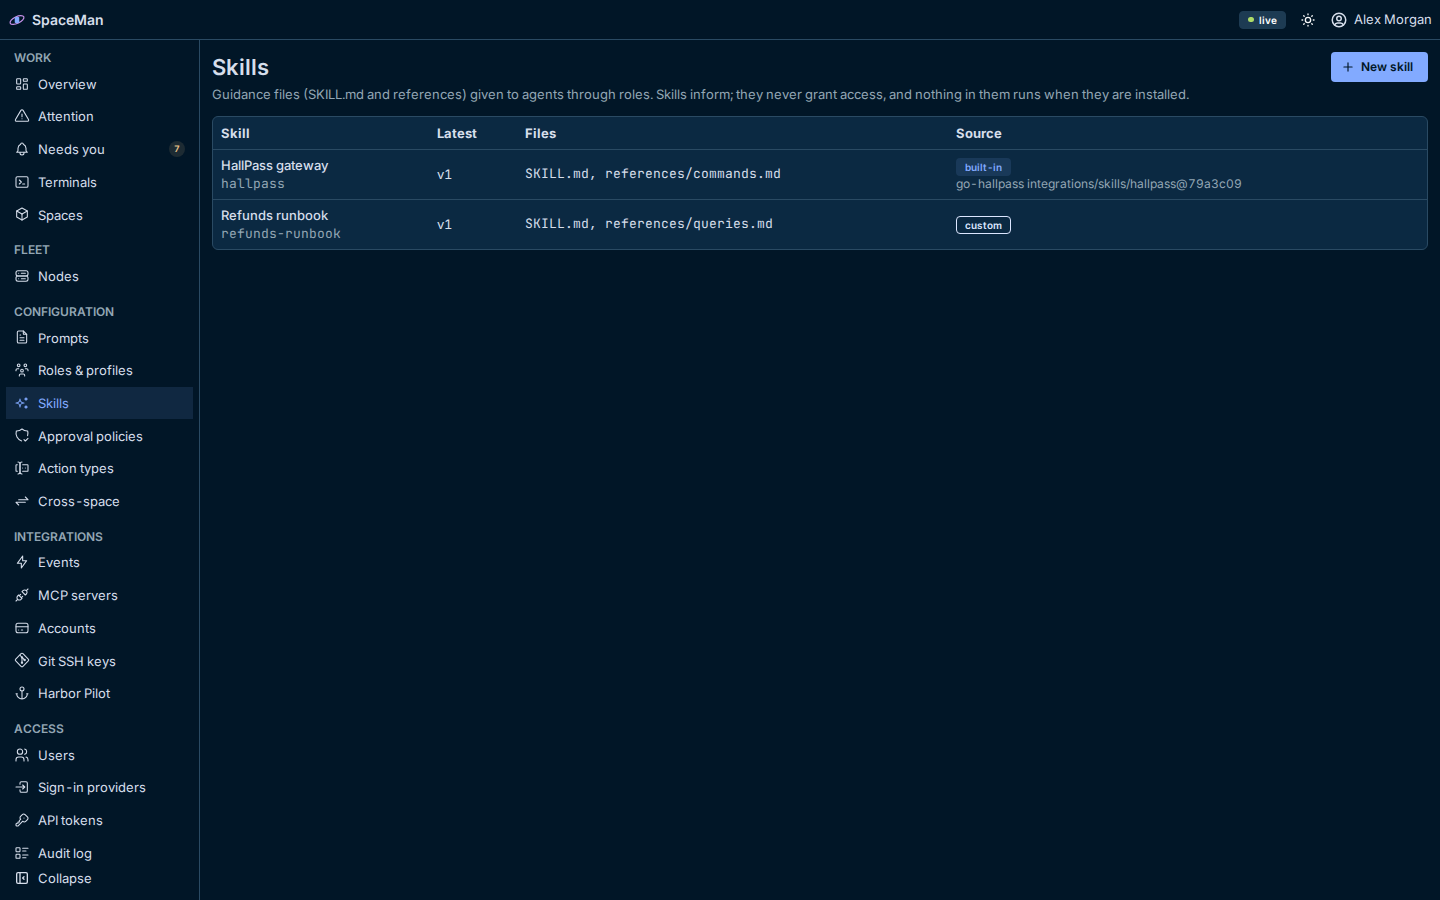 SpaceMan
live
Alex Morgan
WORK
Overview
Attention
Needs you
7
Terminals
Spaces
FLEET
Nodes
CONFIGURATION
Prompts
Roles & profiles
Skills
Approval policies
Action types
Cross-space
INTEGRATIONS
Events
MCP servers
Accounts
Git SSH keys
Harbor Pilot
ACCESS
Users
Sign-in providers
API tokens
Audit log
Collapse
Skills
New skill
Guidance files (SKILL.md and references) given to agents through roles. Skills inform; they never grant access, and nothing in them runs when they are installed.
Skill Latest Files Source
HallPass gateway
hallpass
v1
SKILL.md, references/commands.md
built-in
go-hallpass integrations/skills/hallpass@79a3c09
Refunds runbook
refunds-runbook
v1
SKILL.md, references/queries.md
custom